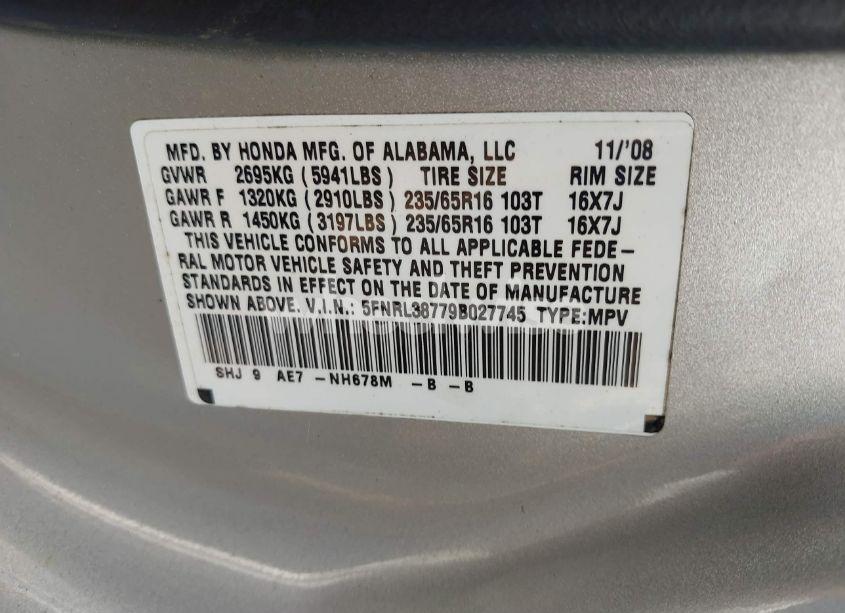 MFD. BY HONDA MFG. OF ALABAMA, LLC 11/'08
GVWR 2695KG (5941LBS) TIRE SIZE RIM SIZE
GAWR F 1320KG (2910LBS) 235/65R16 103T 16X7J
GAWR R 1450KG (3197LBS) 235/65R16 103T 16X7J
THIS VEHICLE CONFORMS TO ALL APPLICABLE FEDE-
RAL MOTOR VEHICLE SAFETY AND THEFT PREVENTION
STANDARDS IN EFFECT ON THE DATE OF MANUFACTURE
SHOWN ABOVE. V.I.N.: 5FNRL38779B027745 TYPE:MPV
SHJ 9 AE7 -NH678M -B -B